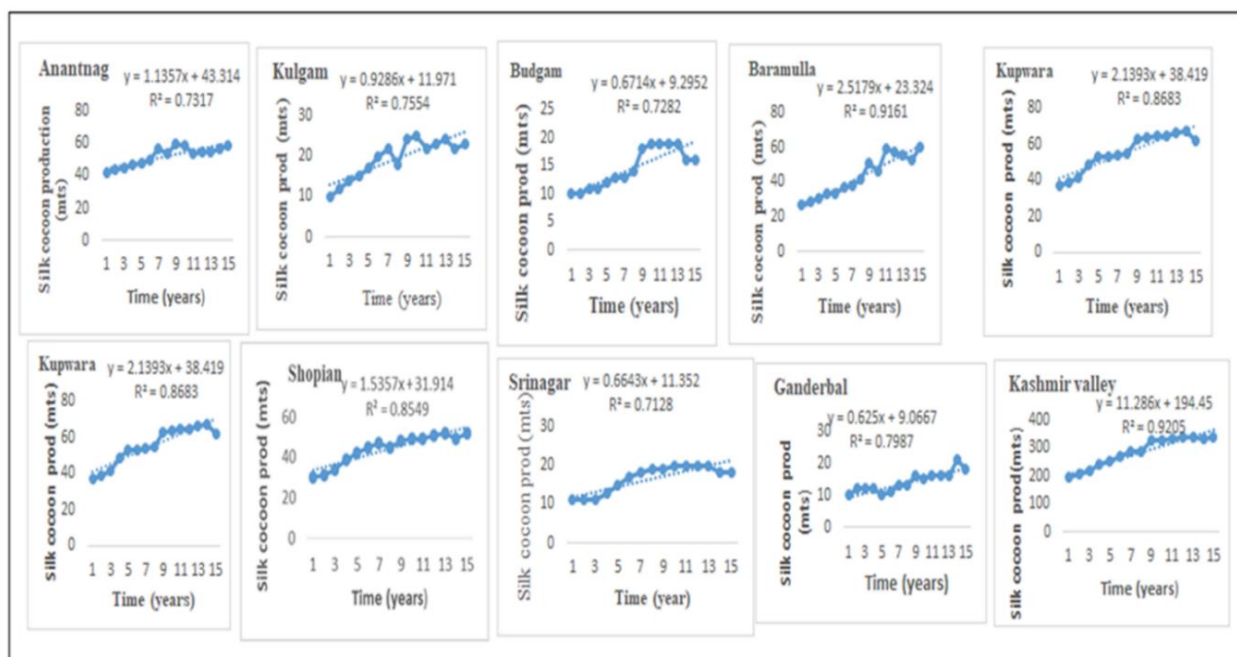 Anantnag
y = 1.1357x + 43.314
R² = 0.7317
Silk cocoon production
(mts)
80
60
40
20
0
1 3 5 7 9 11 13 15
Time (years)
Kulgam
y = 0.9286x + 11.971
R² = 0.7554
Silk cocoon prod (mts)
30
20
10
0
1 3 5 7 9 11 13 15
Time (years)
Budgam
y = 0.6714x + 9.2952
R² = 0.7282
Silk cocoon prod (mts)
25
20
15
10
5
0
1 3 5 7 9 11 13 15
Time (years)
Baramulla
y = 2.5179x + 23.324
R² = 0.9161
Silk cocoon prod (mts)
80
60
40
20
0
1 3 5 7 9 11 13 15
Time (years)
Kupwara
y = 2.1393x + 38.419
R² = 0.8683
Silk cocoon prod (mts)
80
60
40
20
0
1 3 5 7 9 11 13 15
Time (years)
Kupwara
y = 2.1393x + 38.419
R² = 0.8683
Silk cocoon prod (mts)
80
60
40
20
0
1 3 5 7 9 11 13 15
Time (years)
Shopian
y = 1.5357x + 31.914
R² = 0.8549
Silk cocoon prod (mts)
60
40
20
0
1 3 5 7 9 11 13 15
Time (years)
Srinagar
y = 0.6643x + 11.352
R² = 0.7128
Silk cocoon prod (mts)
40
30
20
10
0
1 3 5 7 9 11 13 15
Time (year)
Ganderbal
y = 0.625x + 9.0667
R² = 0.7987
Silk cocoon prod
(mts)
30
20
10
0
1 3 5 7 9 11 13 15
Time (years)
Kashmir valley
y = 11.286x + 194.45
R² = 0.9205
Silk cocoon prod(mts)
400
300
200
100
0
1 3 5 7 9 11 13 15
Time (years)